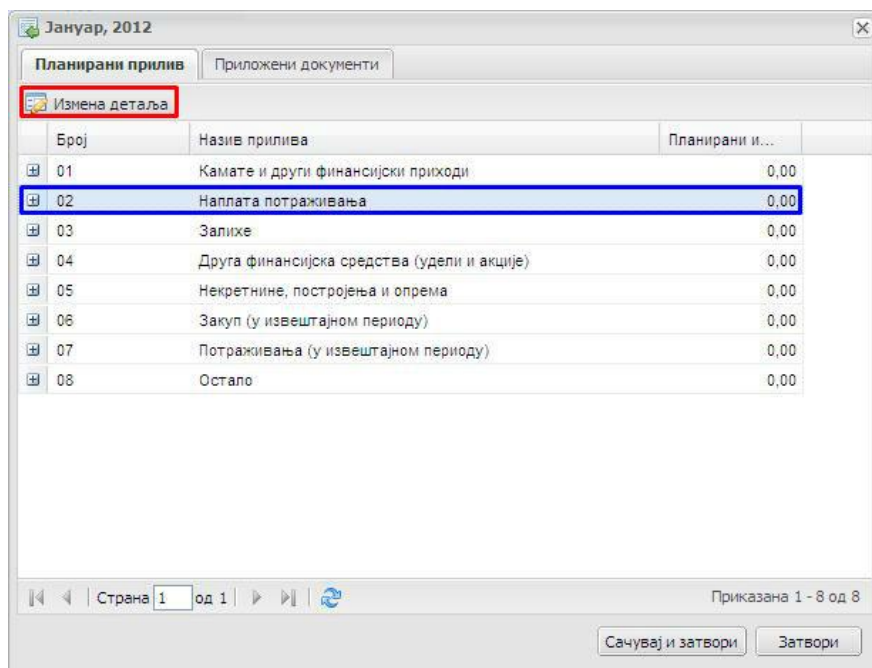 Јануар, 2012
Планирани прилив Приложени документи
Измена детаља
Број Назив прилива Планирани и...
01 Камате и други финансијски приходи 0,00
02 Наплата потраживања 0,00
03 Залихе 0,00
04 Друга финансијска средства (удели и акције) 0,00
05 Некретнине, постројења и опрема 0,00
06 Закуп (у извештајном периоду) 0,00
07 Потраживања (у извештајном периоду) 0,00
08 Остало 0,00
Страна 1 од 1 Приказана 1 - 8 од 8
Сачувај и затвори Затвори